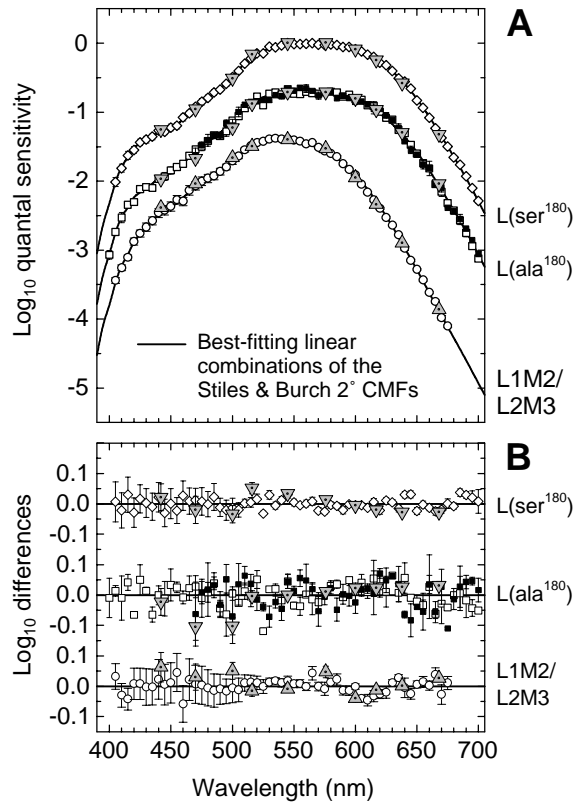 A
0
-1
-2
-3
-4
-5
Log10 quantal sensitivity
L(ser180)
L(ala180)
L1M2/
L2M3
Best-fitting linear
combinations of the
Stiles & Burch 2° CMFs
B
0.1
0.0
-0.1
0.1
0.0
-0.1
0.1
0.0
-0.1
Log10 differences
L(ser180)
L(ala180)
L1M2/
L2M3
400 450 500 550 600 650 700
Wavelength (nm)